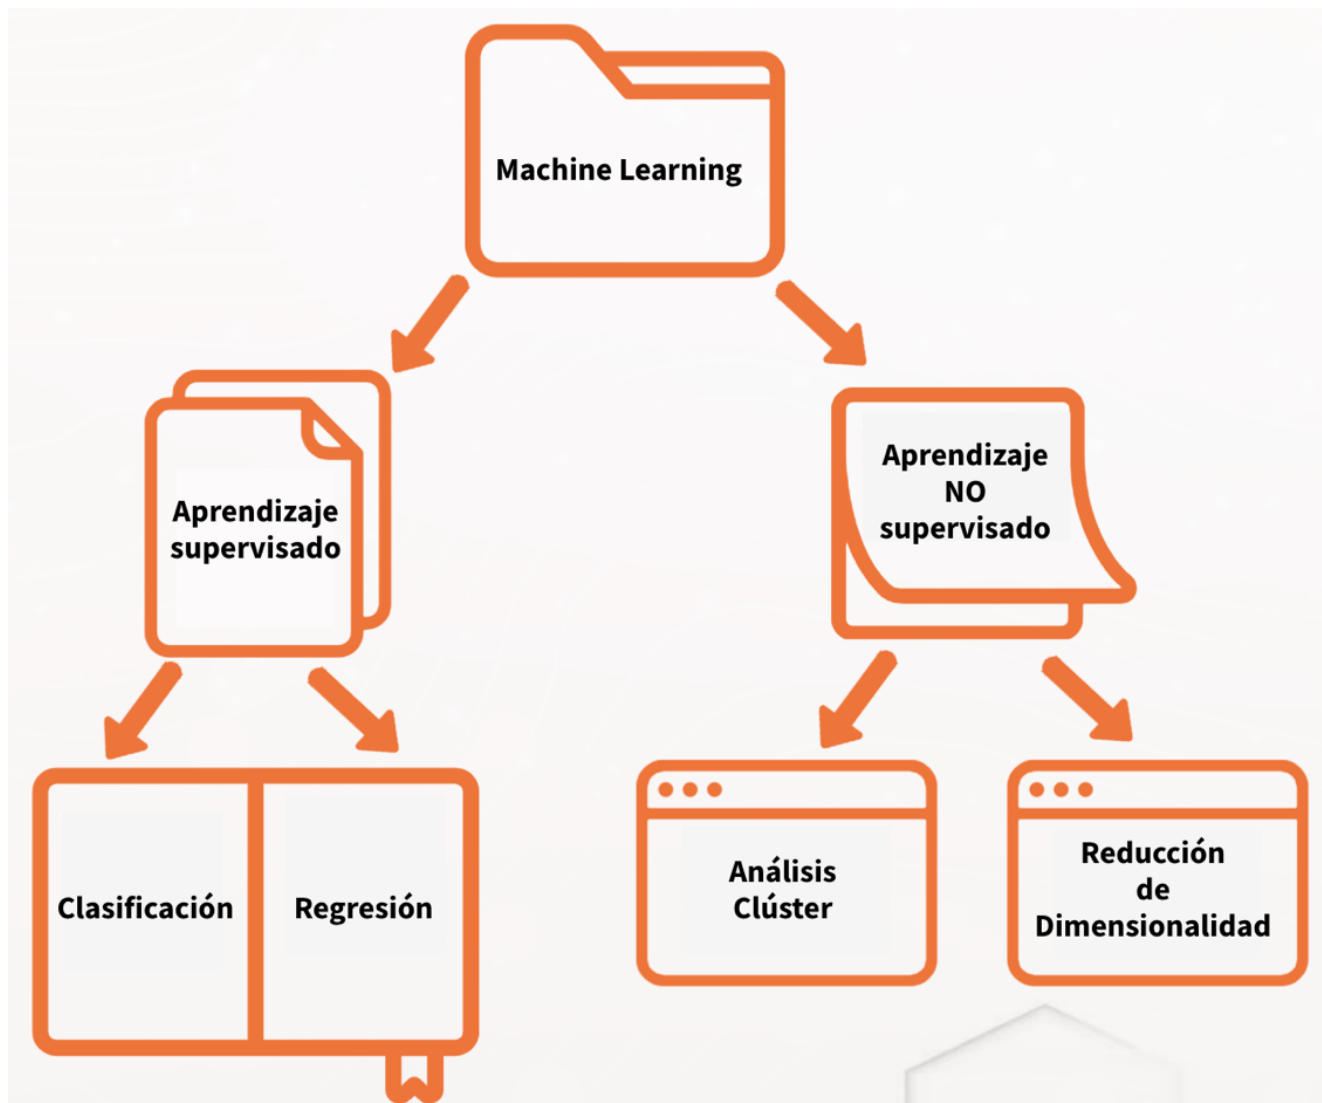 Machine Learning
Aprendizaje
supervisado
Aprendizaje
NO
supervisado
Clasificación
Regresión
Análisis
Clúster
Reducción
de
Dimensionalidad